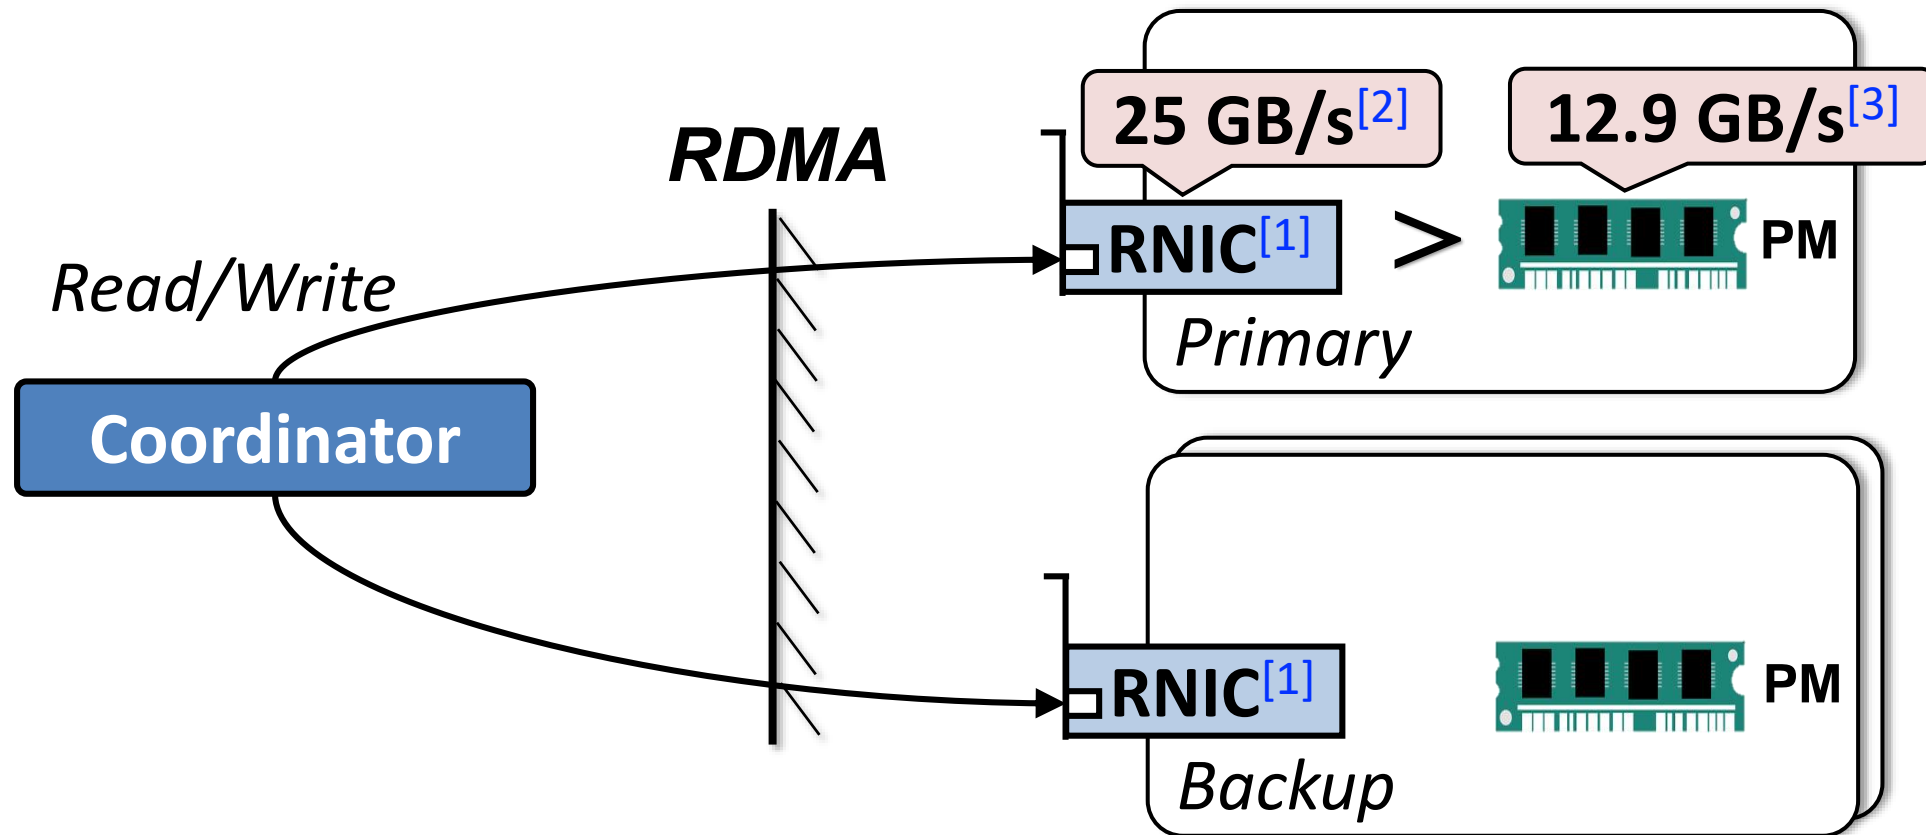 25 GB/s[2]
12.9 GB/s[3]
RDMA
RNIC[1]
>
PM
Read/Write
Primary
Coordinator
RNIC[1]
PM
Backup